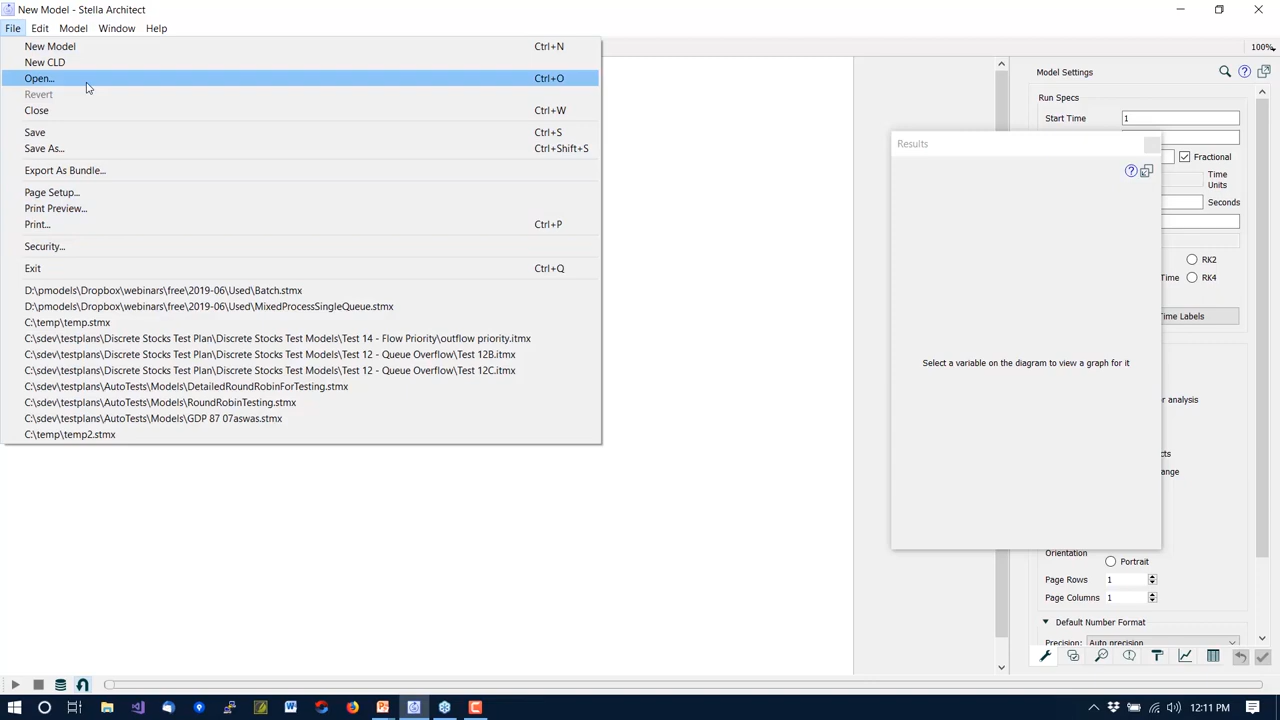 New Model - Stella Architect
File Edit Model Window Help
New Model Ctrl+N
New CLD
Open... Ctrl+O
Revert
Close Ctrl+W
Save Ctrl+S
Save As... Ctrl+Shift+S
Export As Bundle...
Page Setup...
Print Preview...
Print... Ctrl+P
Security...
Exit Ctrl+Q
D:\pmodels\Dropbox\webinars\free\2019-06\Used\Batch.stmx
D:\pmodels\Dropbox\webinars\free\2019-06\Used\MixedProcessSingleQueue.stmx
C:\temp\temp.stmx
C:\sdev\testplans\Discrete Stocks Test Plan\Discrete Stocks Test Models\Test 14 - Flow Priority\outflow priority.itmx
C:\sdev\testplans\Discrete Stocks Test Plan\Discrete Stocks Test Models\Test 12 - Queue Overflow\Test 12B.itmx
C:\sdev\testplans\Discrete Stocks Test Plan\Discrete Stocks Test Models\Test 12 - Queue Overflow\Test 12C.itmx
C:\sdev\testplans\AutoTests\Models\DetailedRoundRobinForTesting.stmx
C:\sdev\testplans\AutoTests\Models\RoundRobinTesting.stmx
C:\sdev\testplans\AutoTests\Models\GDP 87 07aswas.stmx
C:\temp\temp2.stmx
100%
Results
Select a variable on the diagram to view a graph for it
Model Settings
Run Specs
Start Time 1
Fractional
Time
Units
Seconds
RK2
Time RK4
Time Labels
r analysis
cts
ange
Orientation
Portrait
Page Rows 1
Page Columns 1
Default Number Format
Precision: Auto precision
12:11 PM